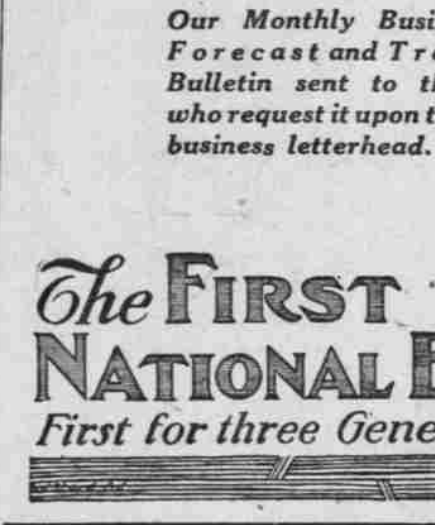 Our Monthly Busi
Forecast and Tr
Bulletin sent to th
who request it upon t
business letterhead.
The FIRST
NATIONAL B
First for three Gene